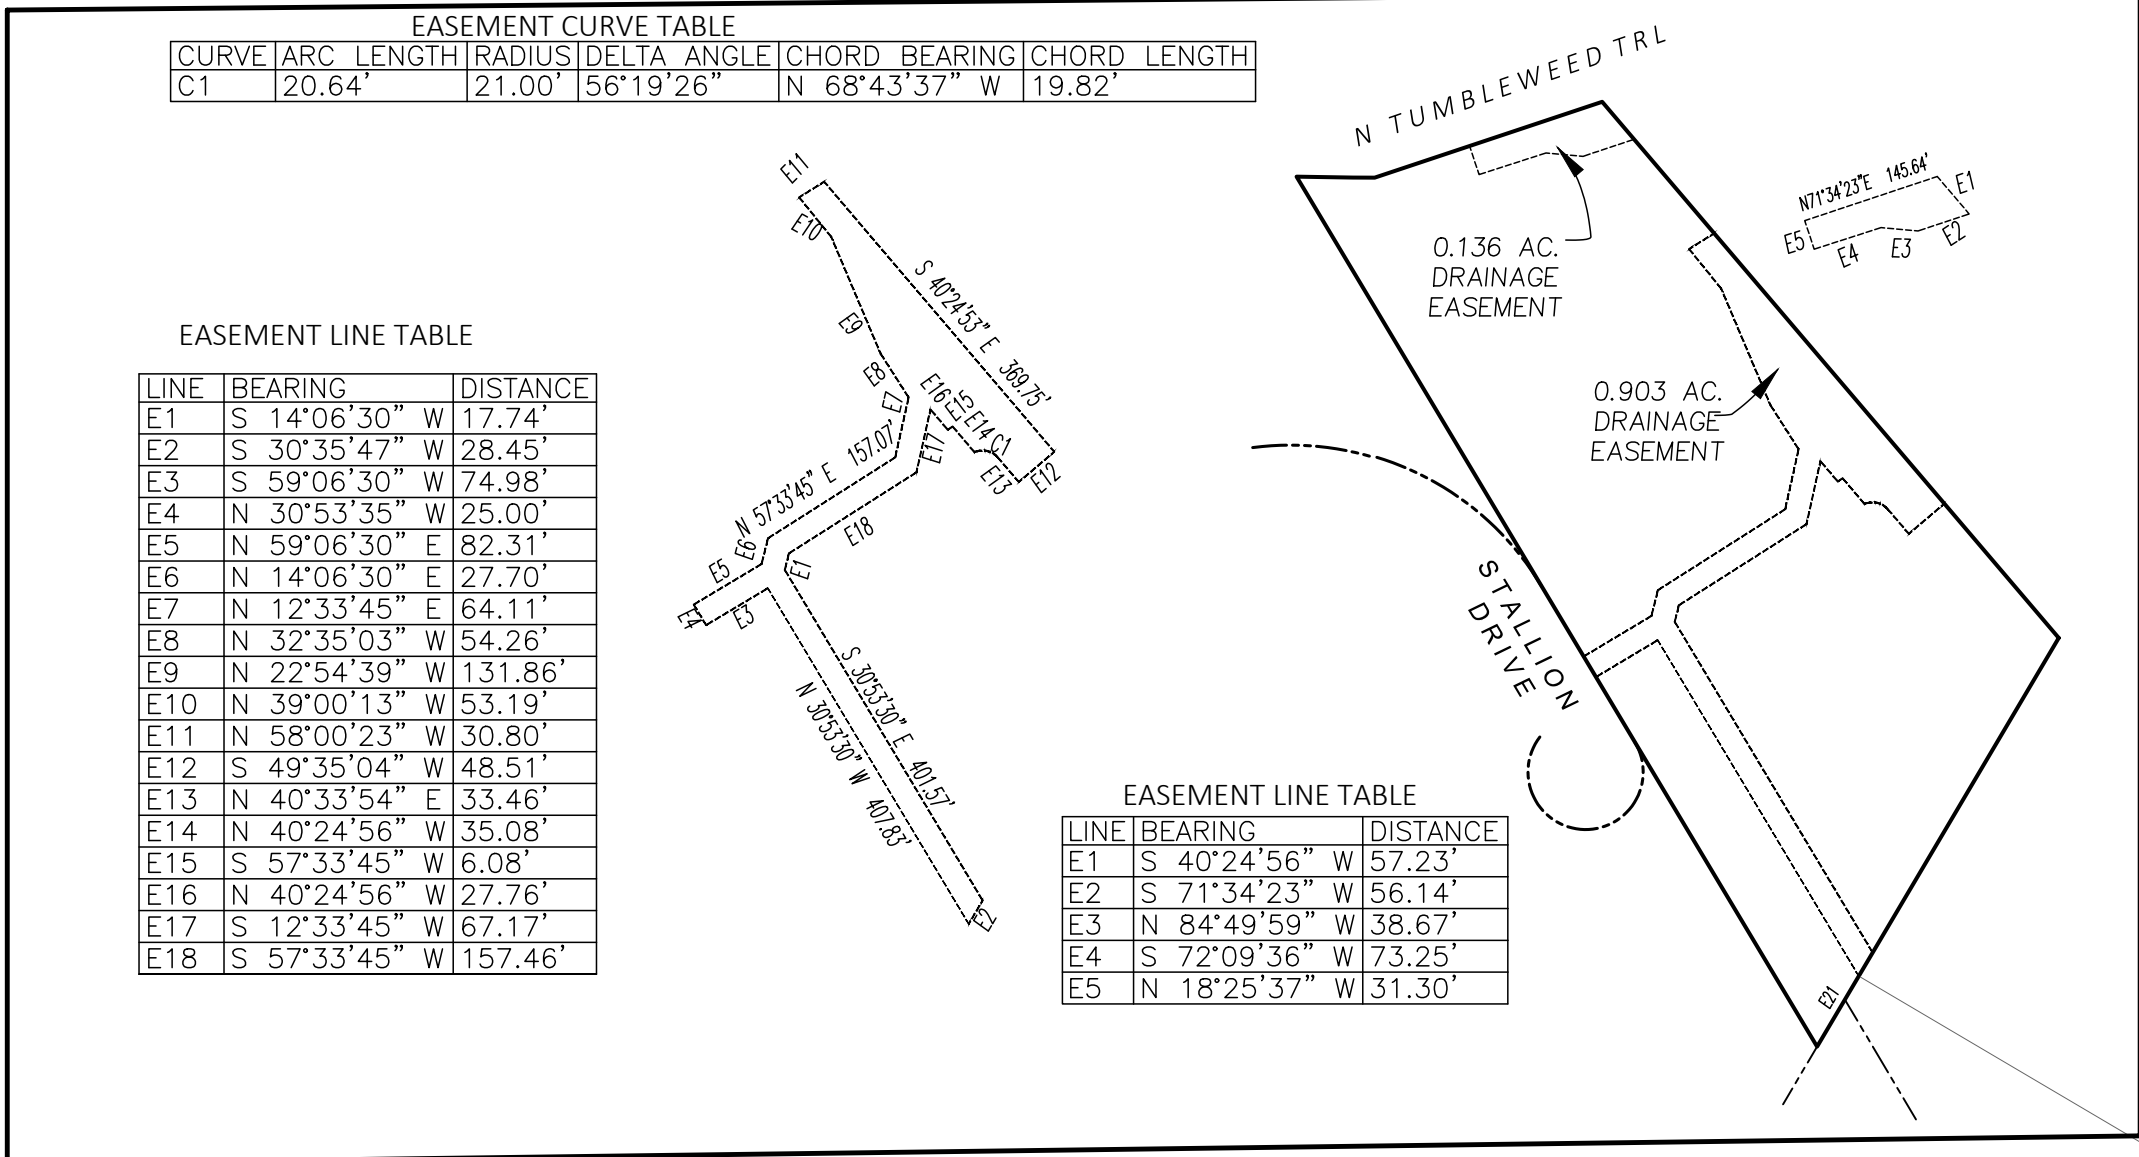 EASEMENT CURVE TABLE
CURVE ARC LENGTH RADIUS DELTA ANGLE CHORD BEARING CHORD LENGTH
C1 20.64' 21.00' 56°19'26" N 68°43'37" W 19.82'
N TUMBLEWEED TRL
E11
E10
S 40°24'53" E 369.75'
E9
E8
E7
E16
E15
E14
C1
E17
E13
E12
N 57°33'45" E 157.07'
E18
E6
E5
E1
E4
E3
S 30°53'30" E 401.57'
N 30°53'30" W 407.83'
E2
N71°34'23"E 145.64'
E1
E5
E4
E3
E2
0.136 AC.
DRAINAGE
EASEMENT
0.903 AC.
DRAINAGE
EASEMENT
STALLION
DRIVE
E21
EASEMENT LINE TABLE
LINE BEARING DISTANCE
E1 S 14°06'30" W 17.74'
E2 S 30°35'47" W 28.45'
E3 S 59°06'30" W 74.98'
E4 N 30°53'35" W 25.00'
E5 N 59°06'30" E 82.31'
E6 N 14°06'30" E 27.70'
E7 N 12°33'45" E 64.11'
E8 N 32°35'03" W 54.26'
E9 N 22°54'39" W 131.86'
E10 N 39°00'13" W 53.19'
E11 N 58°00'23" W 30.80'
E12 S 49°35'04" W 48.51'
E13 N 40°33'54" E 33.46'
E14 N 40°24'56" W 35.08'
E15 S 57°33'45" W 6.08'
E16 N 40°24'56" W 27.76'
E17 S 12°33'45" W 67.17'
E18 S 57°33'45" W 157.46'
EASEMENT LINE TABLE
LINE BEARING DISTANCE
E1 S 40°24'56" W 57.23'
E2 S 71°34'23" W 56.14'
E3 N 84°49'59" W 38.67'
E4 S 72°09'36" W 73.25'
E5 N 18°25'37" W 31.30'